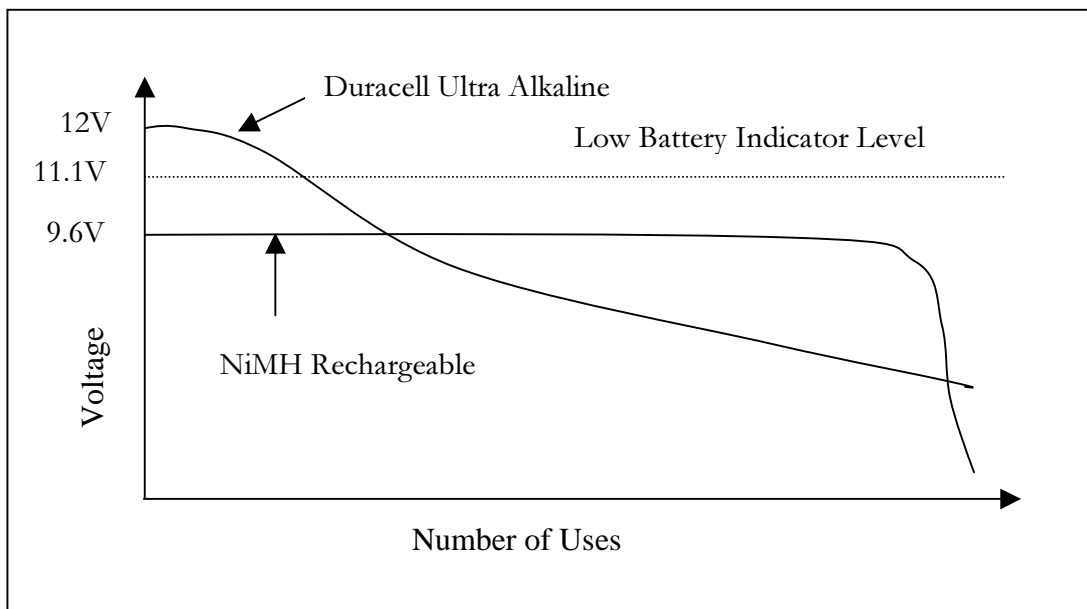 Duracell Ultra Alkaline
12V
Low Battery Indicator Level
11.1V
9.6V
NiMH Rechargeable
Voltage
Number of Uses